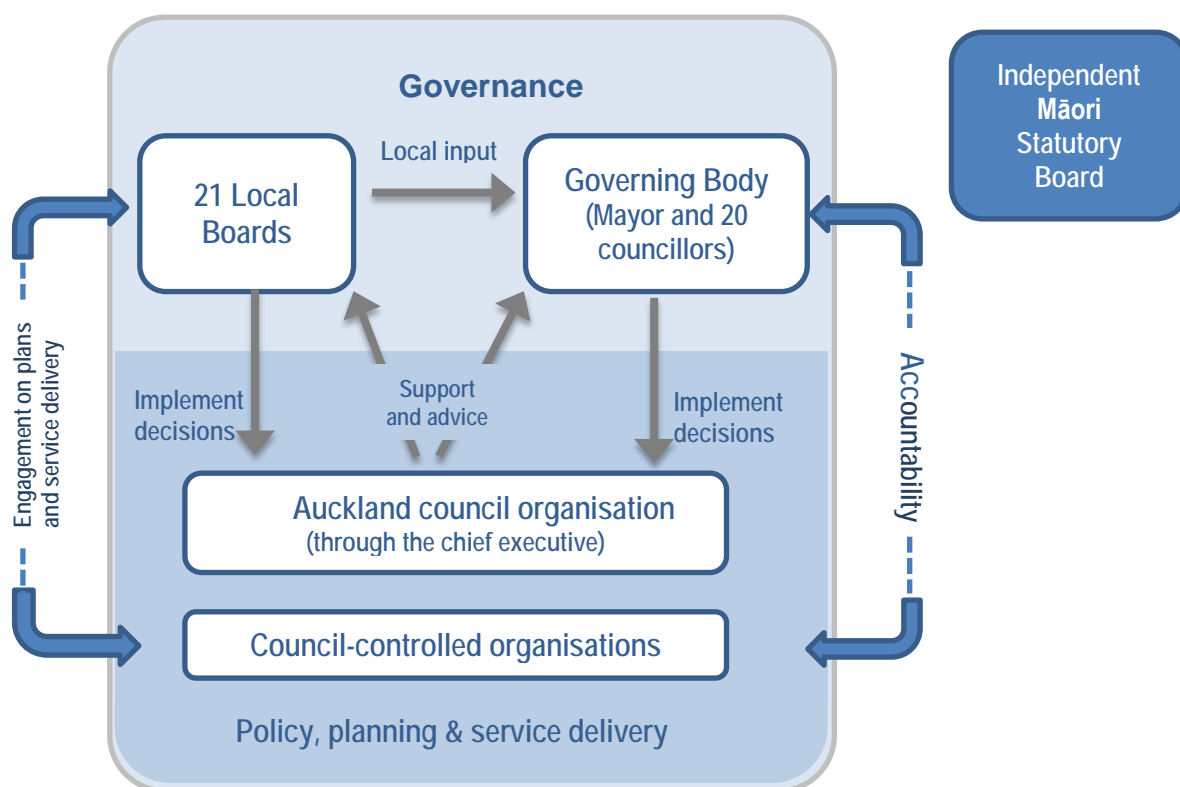 Governance
Independent
Māori
Statutory
Board
21 Local
Boards
Local input
Governing Body
(Mayor and 20
councillors)
Engagement on plans
and service delivery
Implement
decisions
Support
and advice
Implement
decisions
Accountability
Auckland council organisation
(through the chief executive)
Council-controlled organisations
Policy, planning & service delivery